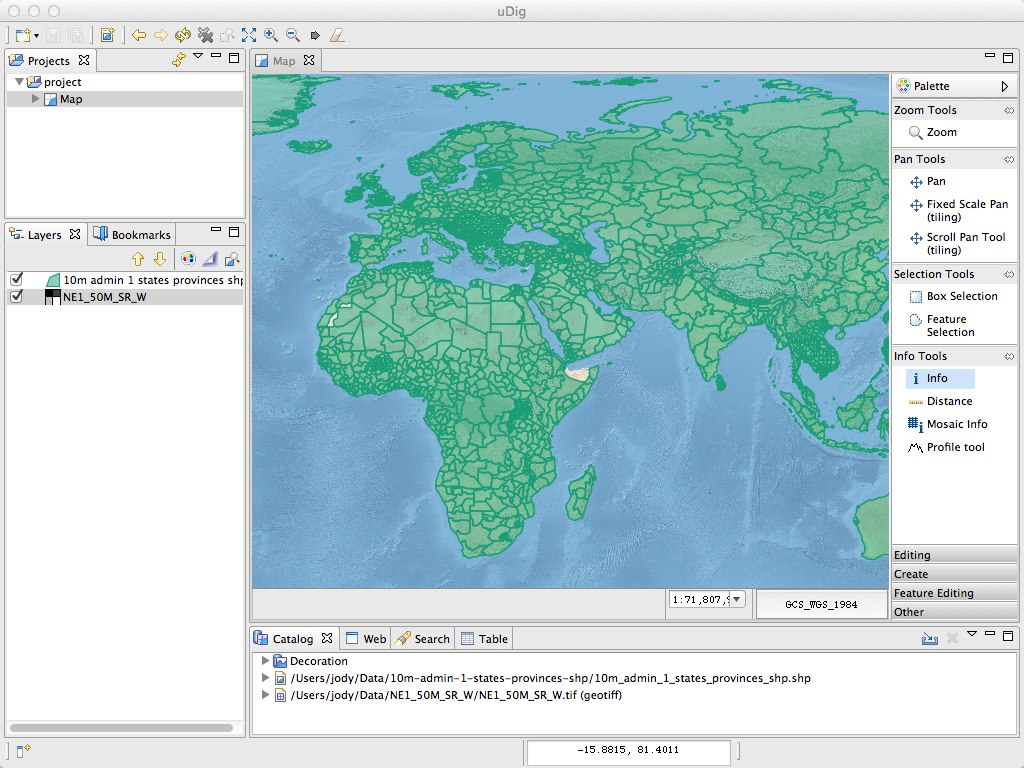 uDig
Projects
project
Map
Layers
Bookmarks
10m admin 1 states provinces shp
NE1_50M_SR_W
Map
1:71,807,
GCS_WGS_1984
Palette
Zoom Tools
Zoom
Pan Tools
Pan
Fixed Scale Pan
(tiling)
Scroll Pan Tool
(tiling)
Selection Tools
Box Selection
Feature
Selection
Info Tools
Info
Distance
Mosaic Info
Profile tool
Editing
Create
Feature Editing
Other
Catalog
Web
Search
Table
Decoration
/Users/jody/Data/10m-admin-1-states-provinces-shp/10m_admin_1_states_provinces_shp.shp
/Users/jody/Data/NE1_50M_SR_W/NE1_50M_SR_W.tif (geotiff)
-15.8815, 81.4011